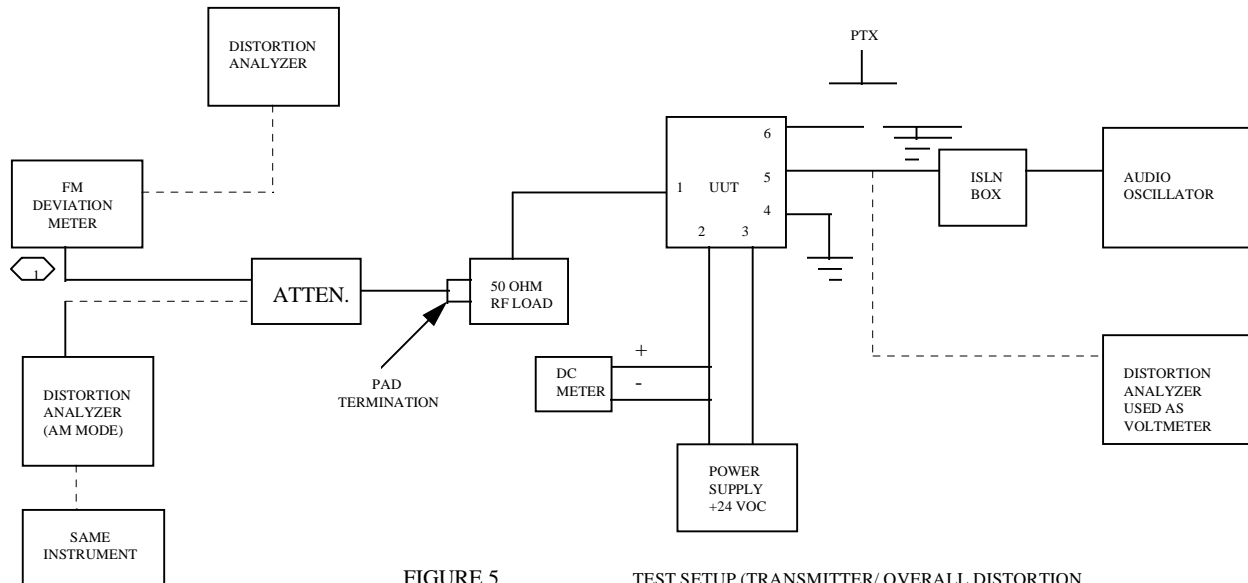 DISTORTION
ANALYZER
PTX
FM
DEVIATION
METER
1
ATTEN.
50 OHM
RF LOAD
1
UUT
6
5
4
2
3
ISLN
BOX
AUDIO
OSCILLATOR
PAD
TERMINATION
DC
METER
+
-
DISTORTION
ANALYZER
(AM MODE)
DISTORTION
ANALYZER
USED AS
VOLTMETER
POWER
SUPPLY
+24 VOC
SAME
INSTRUMENT
FIGURE 5
TEST SETUP (TRANSMITTER/ OVERALL DISTORTION